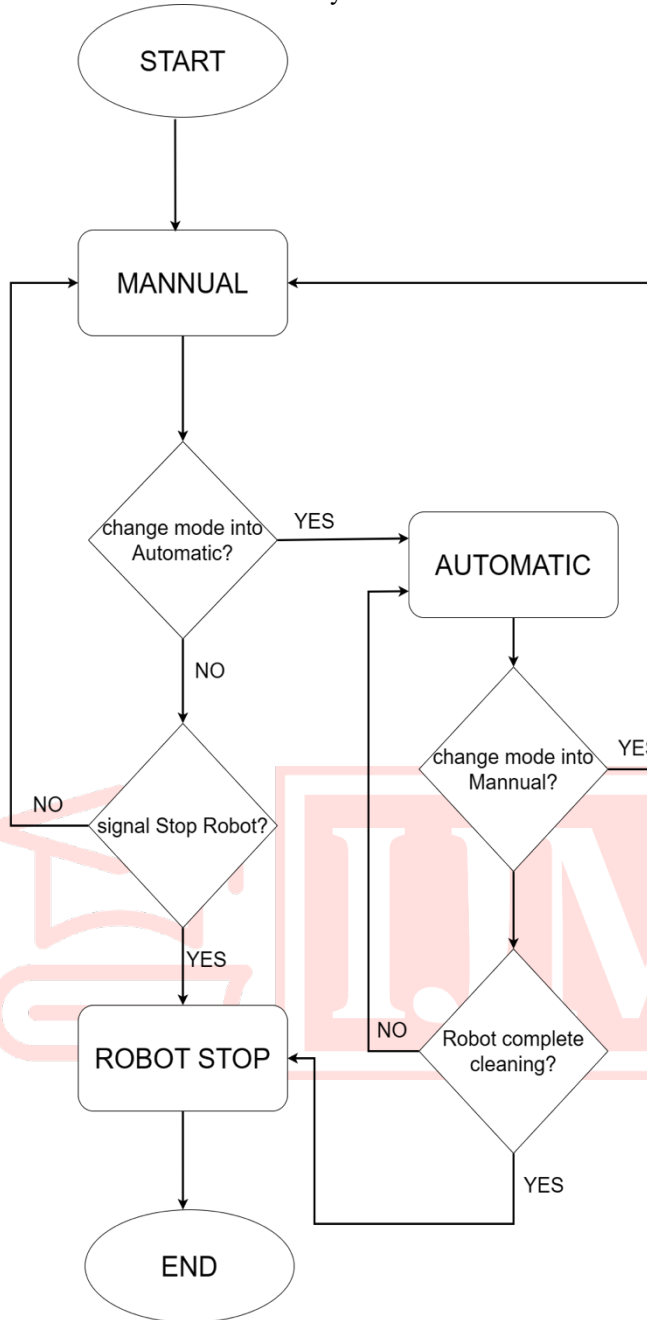 START
MANNUAL
change mode into
Automatic?
YES
AUTOMATIC
NO
change mode into
Mannual?
YES
NO
signal Stop Robot?
YES
ROBOT STOP
NO
Robot complete
cleaning?
YES
END